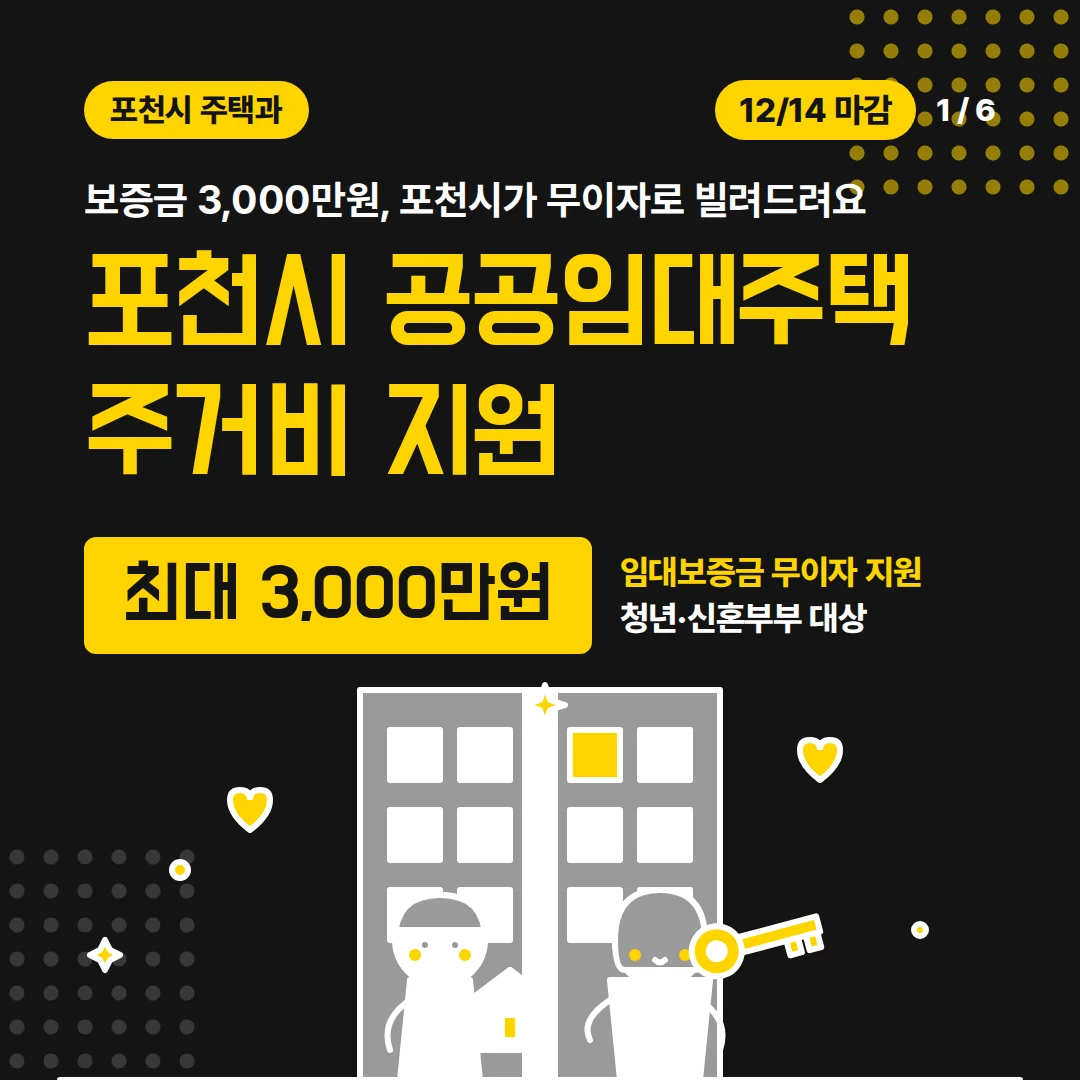 포천시 주택과
12/14 마감
1 / 6
보증금 3,000만원, 포천시가 무이자로 빌려드려요
포천시 공공임대주택
주거비 지원
최대 3,000만원
임대보증금 무이자 지원
청년·신혼부부 대상